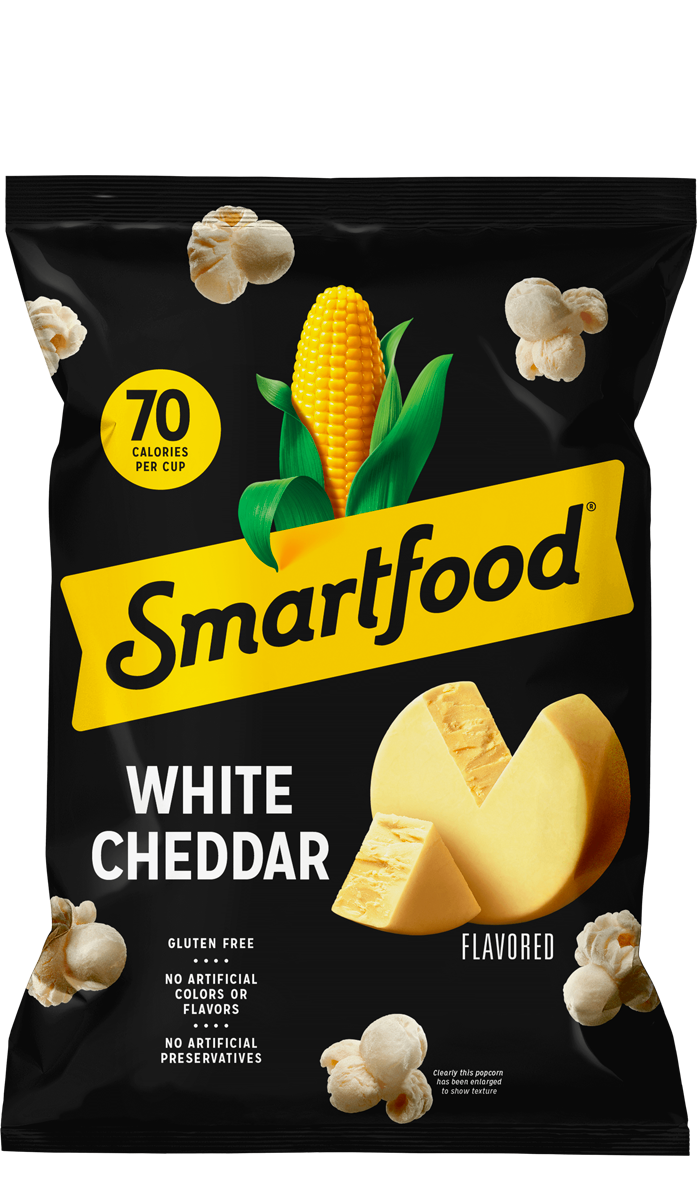 70
CALORIES
PER CUP
Smartfood®
WHITE
CHEDDAR
FLAVORED
GLUTEN FREE
NO ARTIFICIAL
COLORS OR
FLAVORS
NO ARTIFICIAL
PRESERVATIVES
Clearly this popcorn
has been enlarged
to show texture